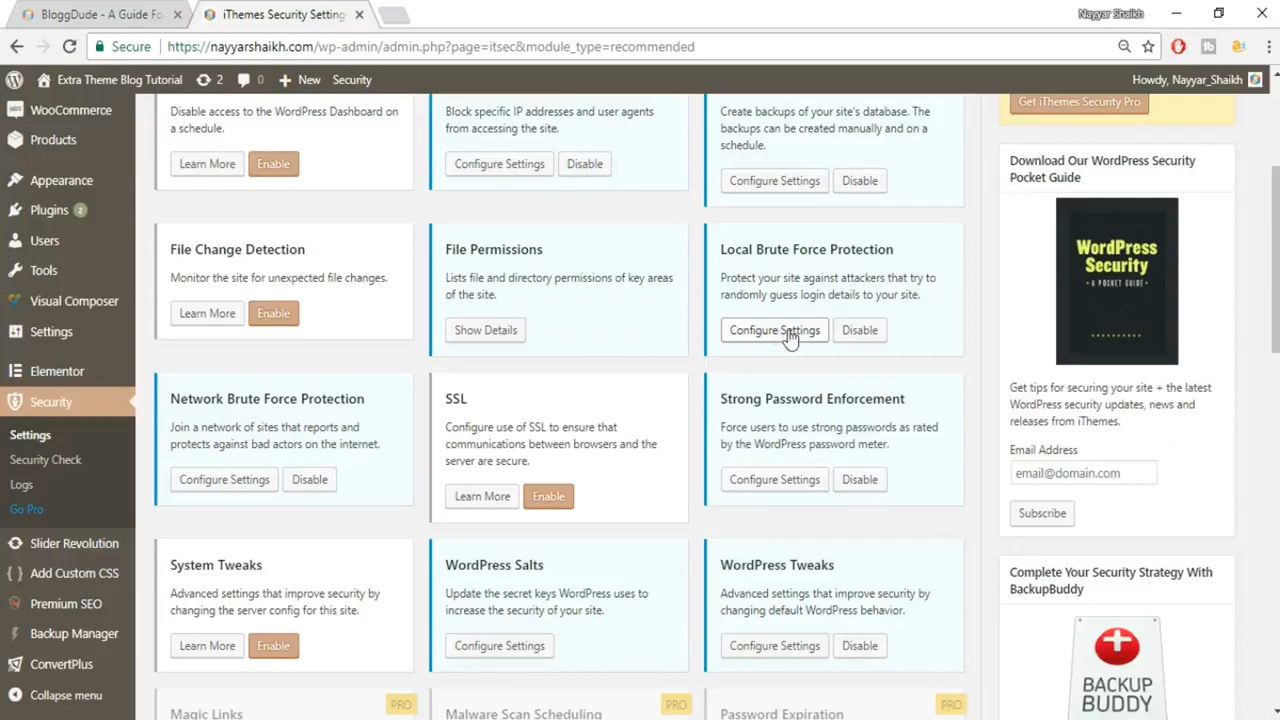 BloggDude - A Guide Fo
iThemes Security Setting
Nayyar Shaikh
Secure
https://nayyarshaikh.com/wp-admin/admin.php?page=itsec&module_type=recommended
Extra Theme Blog Tutorial
2
0
New
Security
Howdy, Nayyar_Shaikh
WooCommerce
Products
Appearance
Plugins 2
Users
Tools
Visual Composer
Settings
Elementor
Security
Settings
Security Check
Logs
Go Pro
Slider Revolution
Add Custom CSS
Premium SEO
Backup Manager
ConvertPlus
Collapse menu
Disable access to the WordPress Dashboard on
a schedule.
Learn More
Enable
Block specific IP addresses and user agents
from accessing the site.
Configure Settings
Disable
Create backups of your site's database. The
backups can be created manually and on a
schedule.
Configure Settings
Disable
File Change Detection
Monitor the site for unexpected file changes.
Learn More
Enable
File Permissions
Lists file and directory permissions of key areas
of the site.
Show Details
Local Brute Force Protection
Protect your site against attackers that try to
randomly guess login details to your site.
Configure Settings
Disable
Network Brute Force Protection
Join a network of sites that reports and
protects against bad actors on the internet.
Configure Settings
Disable
SSL
Configure use of SSL to ensure that
communications between browsers and the
server are secure.
Learn More
Enable
Strong Password Enforcement
Force users to use strong passwords as rated
by the WordPress password meter.
Configure Settings
Disable
System Tweaks
Advanced settings that improve security by
changing the server config for this site.
Learn More
Enable
WordPress Salts
Update the secret keys WordPress uses to
increase the security of your site.
Configure Settings
WordPress Tweaks
Advanced settings that improve security by
changing default WordPress behavior.
Configure Settings
Disable
Magic Links
PRO
Malware Scan Scheduling
PRO
Password Expiration
PRO
Get iThemes Security Pro
Download Our WordPress Security
Pocket Guide
WordPress
Security
A POCKET GUIDE
Get tips for securing your site + the latest
WordPress security updates, news and
releases from iThemes.
Email Address
email@domain.com
Subscribe
Complete Your Security Strategy With
BackupBuddy
BACKUP
BUDDY